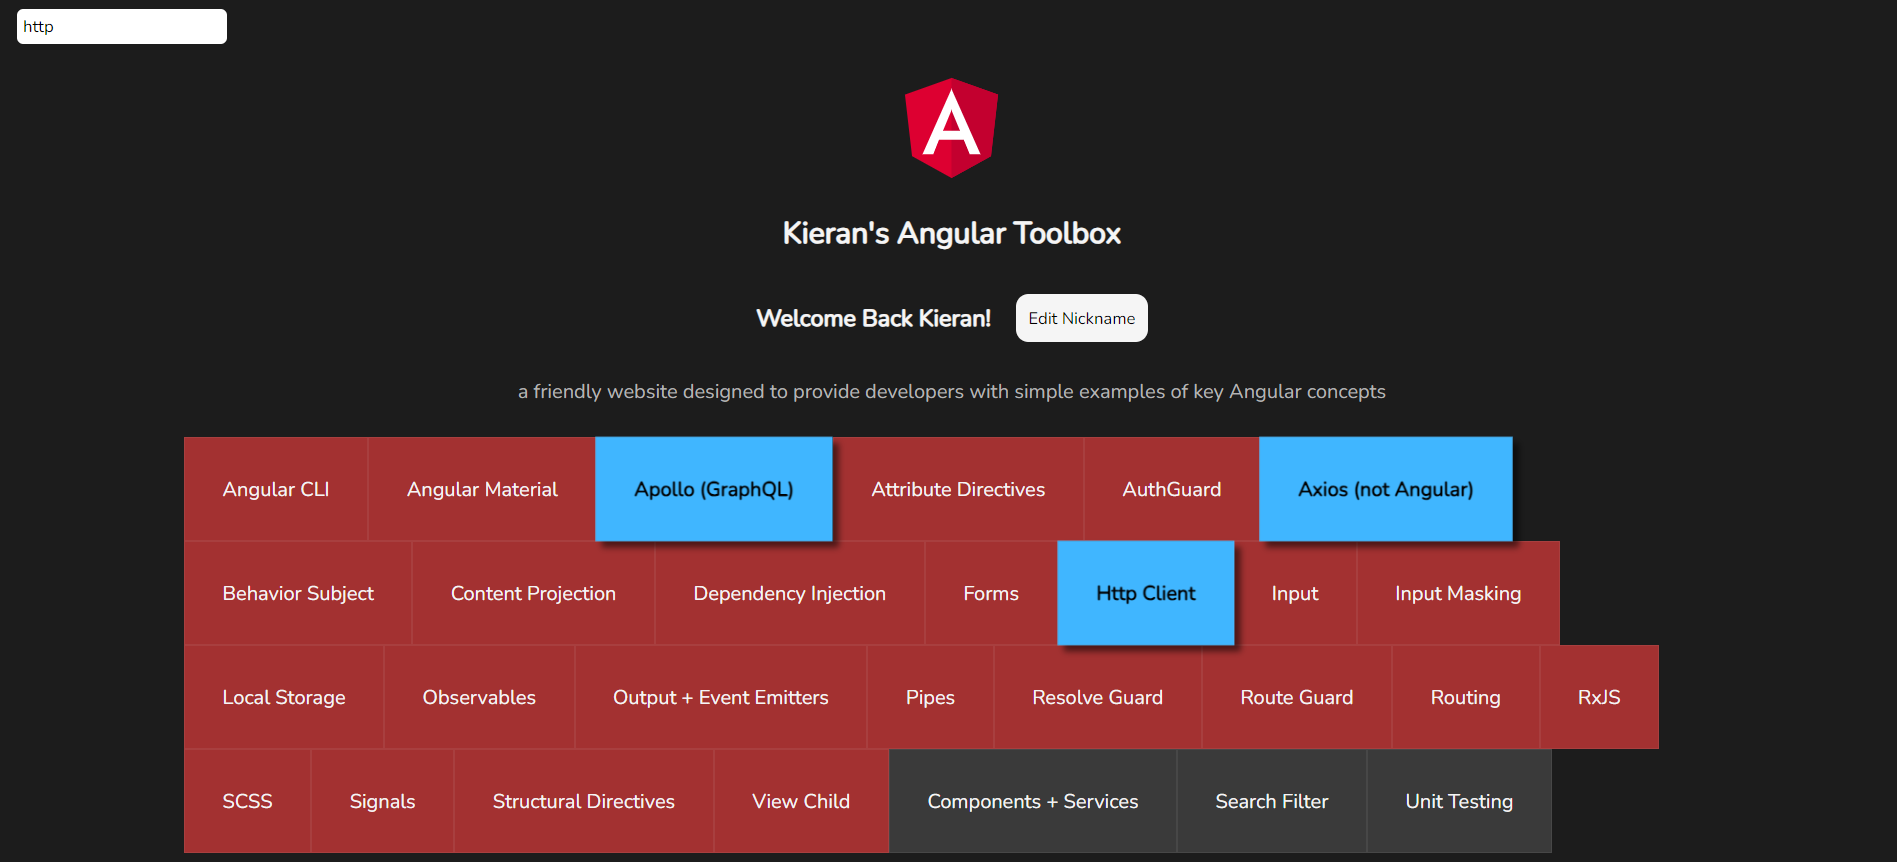 http
A
Kieran's Angular Toolbox
Welcome Back Kieran! Edit Nickname
a friendly website designed to provide developers with simple examples of key Angular concepts
Angular CLI Angular Material Apollo (GraphQL) Attribute Directives AuthGuard Axios (not Angular)
Behavior Subject Content Projection Dependency Injection Forms Http Client Input Input Masking
Local Storage Observables Output + Event Emitters Pipes Resolve Guard Route Guard Routing RxJS
SCSS Signals Structural Directives View Child Components + Services Search Filter Unit Testing